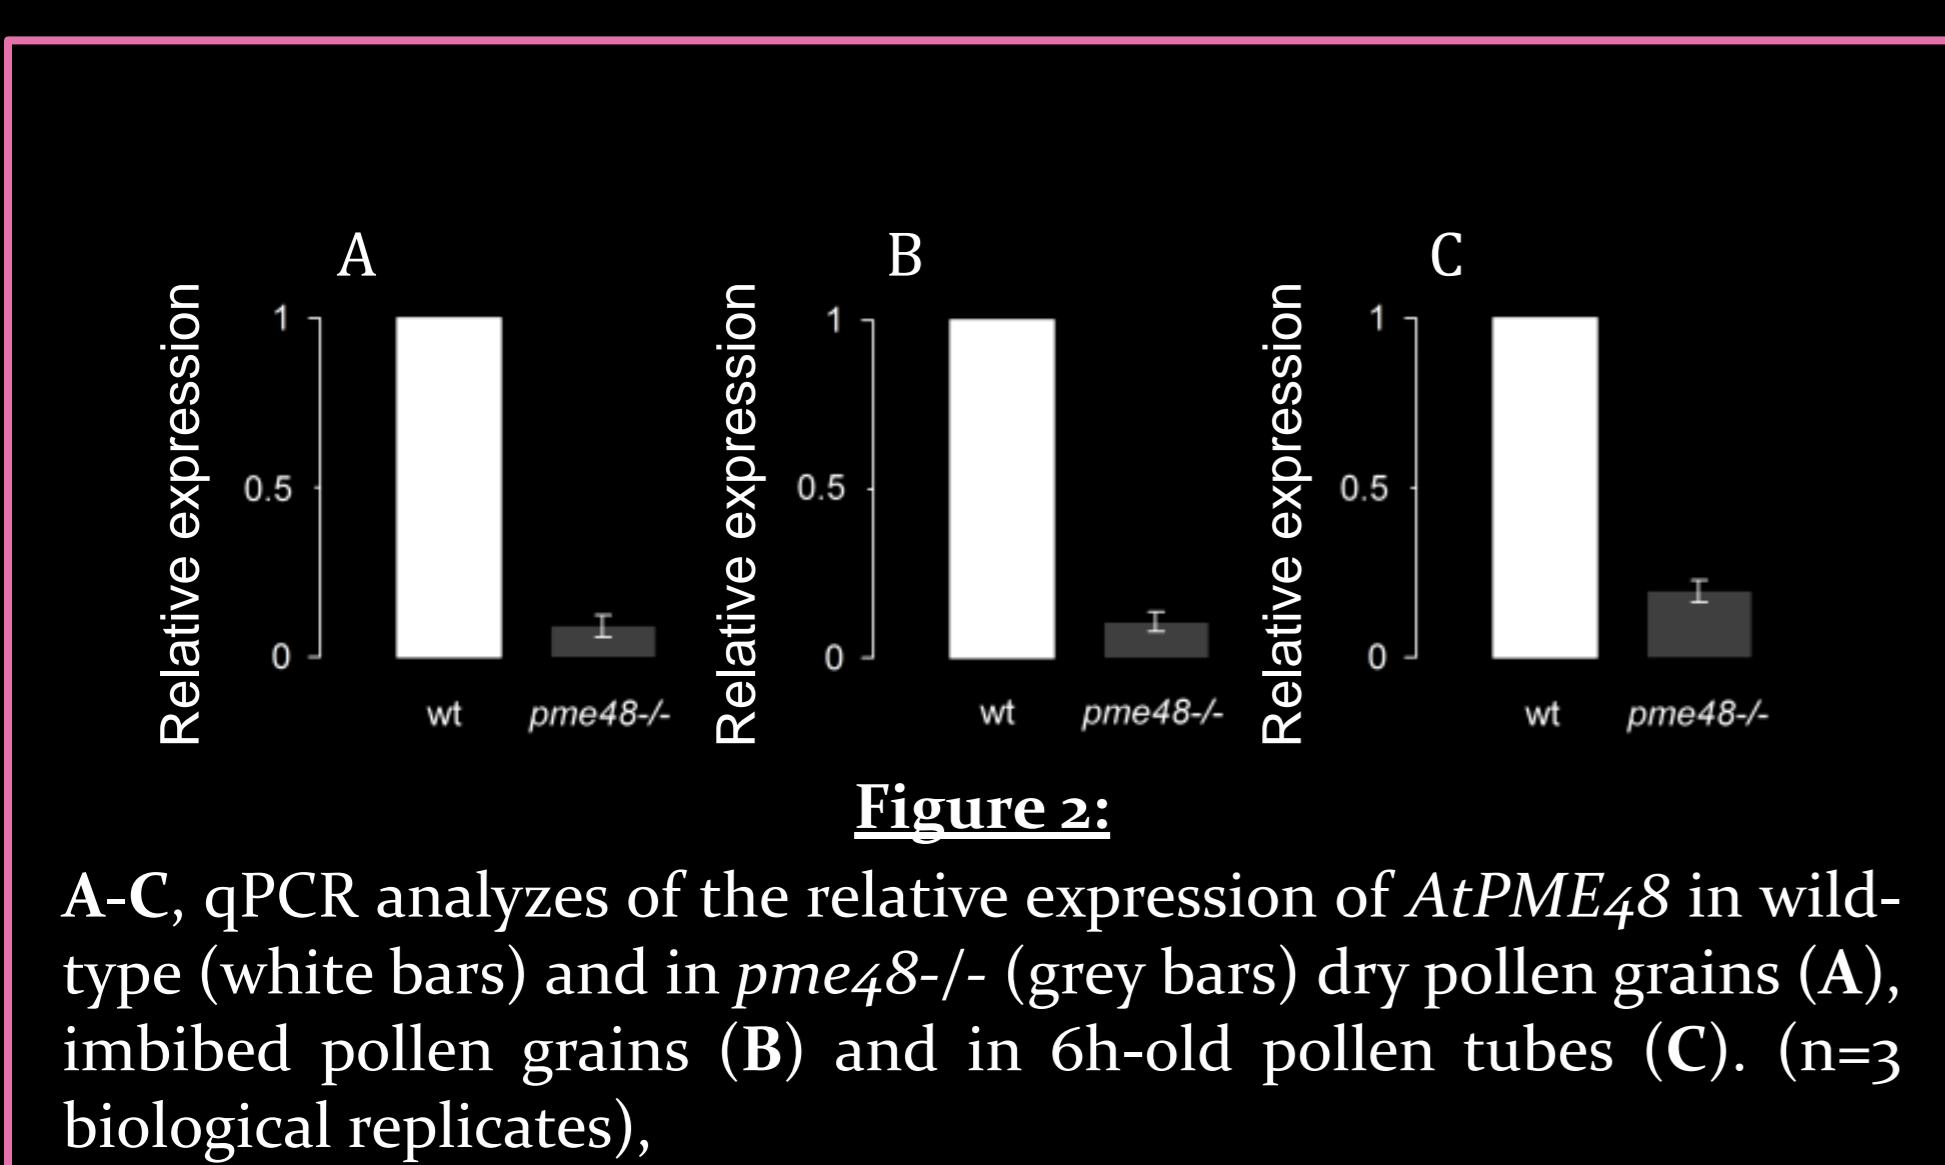 A
B
C
Relative expression
1
0.5
0
wt
pme48-/-
Relative expression
1
0.5
0
wt
pme48-/-
Relative expression
1
0.5
0
wt
pme48-/-
Figure 2:
A-C, qPCR analyzes of the relative expression of AtPME48 in wild-
type (white bars) and in pme48-/- (grey bars) dry pollen grains (A),
imbibed pollen grains (B) and in 6h-old pollen tubes (C). (n=3
biological replicates),